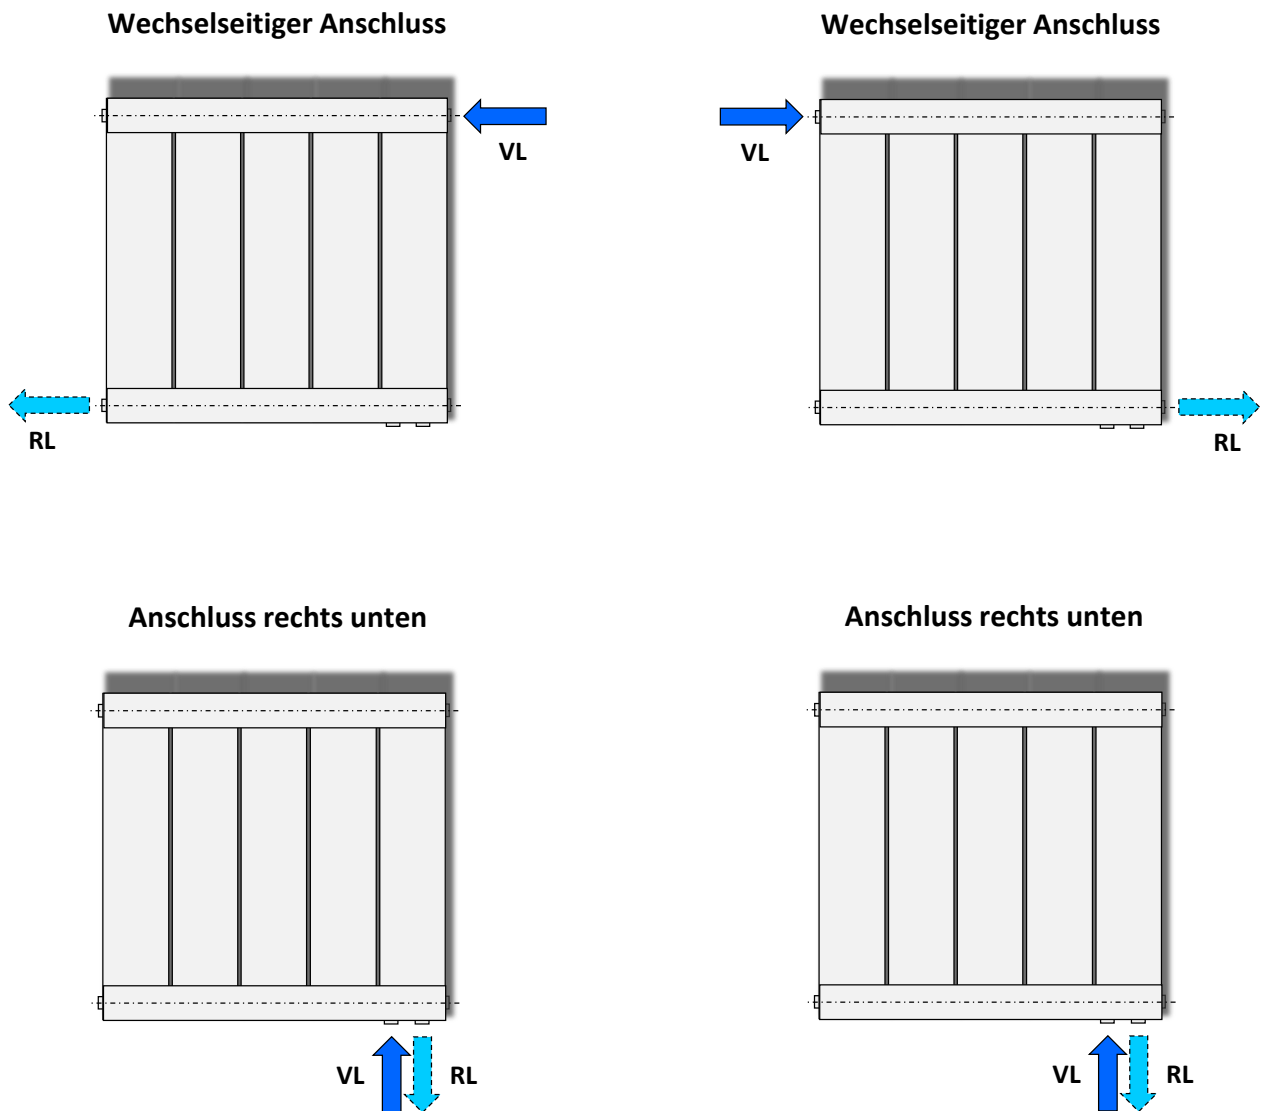 Wechselseitiger Anschluss
Wechselseitiger Anschluss
VL
VL
RL
RL
Anschluss rechts unten
Anschluss rechts unten
VL
RL
VL
RL